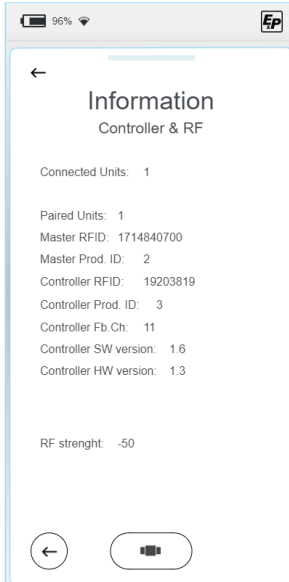 96%
EP
Information
Controller & RF
Connected Units: 1
Paired Units: 1
Master RFID: 1714840700
Master Prod. ID: 2
Controller RFID: 19203819
Controller Prod. ID: 3
Controller Fb.Ch: 11
Controller SW version: 1.6
Controller HW version: 1.3
RF strenght: -50